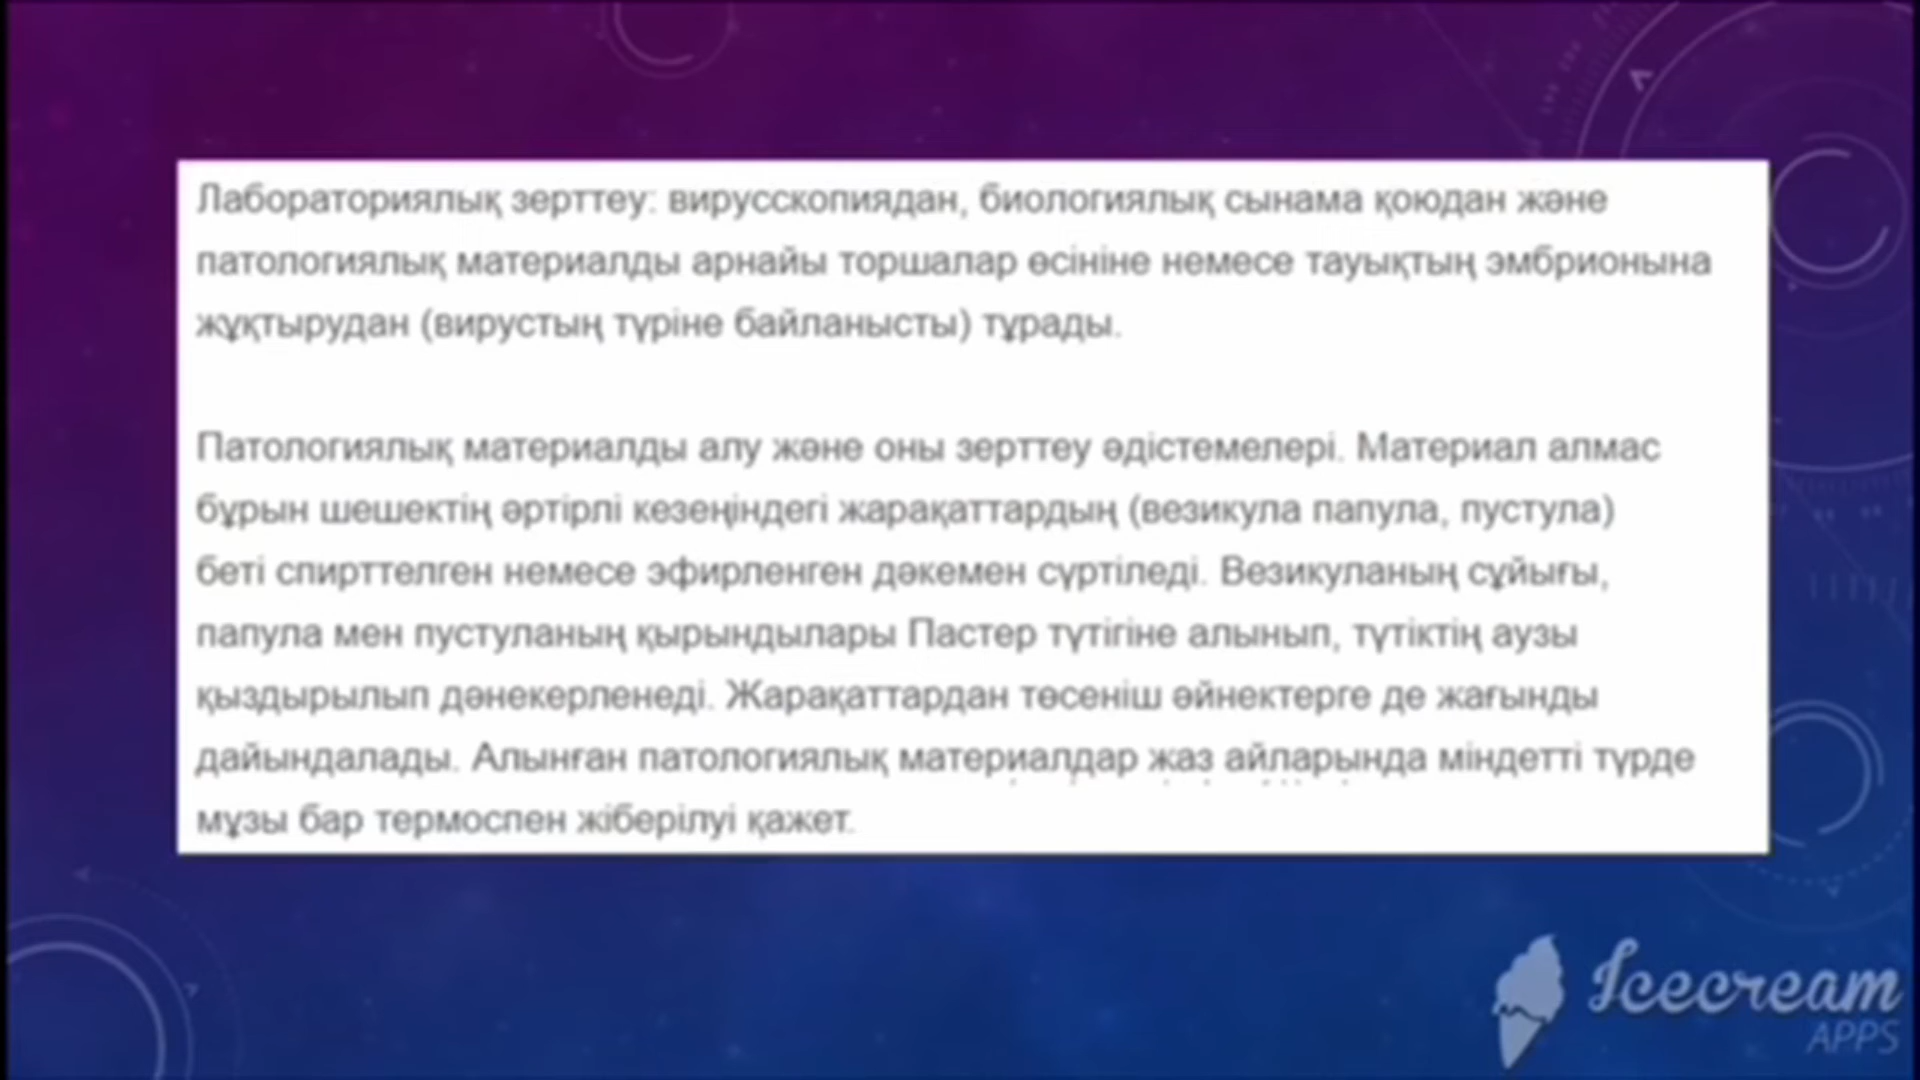 Лабораториялық зерттеу: вирусскопиядан, биологиялық сынама қоюдан және
патологиялық материалды арнайы торшалар өсініне немесе тауықтың эмбрионына
жұқтырудан (вирустың түріне байланысты) тұрады.
Патологиялық материалды алу және оны зерттеу әдістемелері. Материал алмас
бұрын шешектің әртірлі кезеңіндегі жарақаттардың (везикула папула, пустула)
беті спирттелген немесе эфирленген дәкемен сүртіледі. Везикуланың сұйығы,
папула мен пустуланың қырындылары Пастер түтігіне алынып, түтіктің аузы
қыздырылып дәнекерленеді. Жарақаттардан төсеніш әйнектерге де жағынды
дайындалады. Алынған патологиялық материалдар жаз айларында міндетті түрде
мұзы бар термоспен жіберілуі қажет.
Icecream
APPS